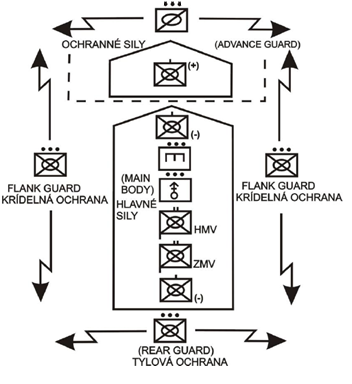 OCHRANNÉ SILY
(ADVANCE GUARD)
(+)
(-)
(MAIN
BODY)
HLAVNÉ
SILY
HMV
ZMV
(-)
FLANK GUARD
KRÍDELNÁ OCHRANA
FLANK GUARD
KRÍDELNÁ OCHRANA
(REAR GUARD)
TYLOVÁ OCHRANA